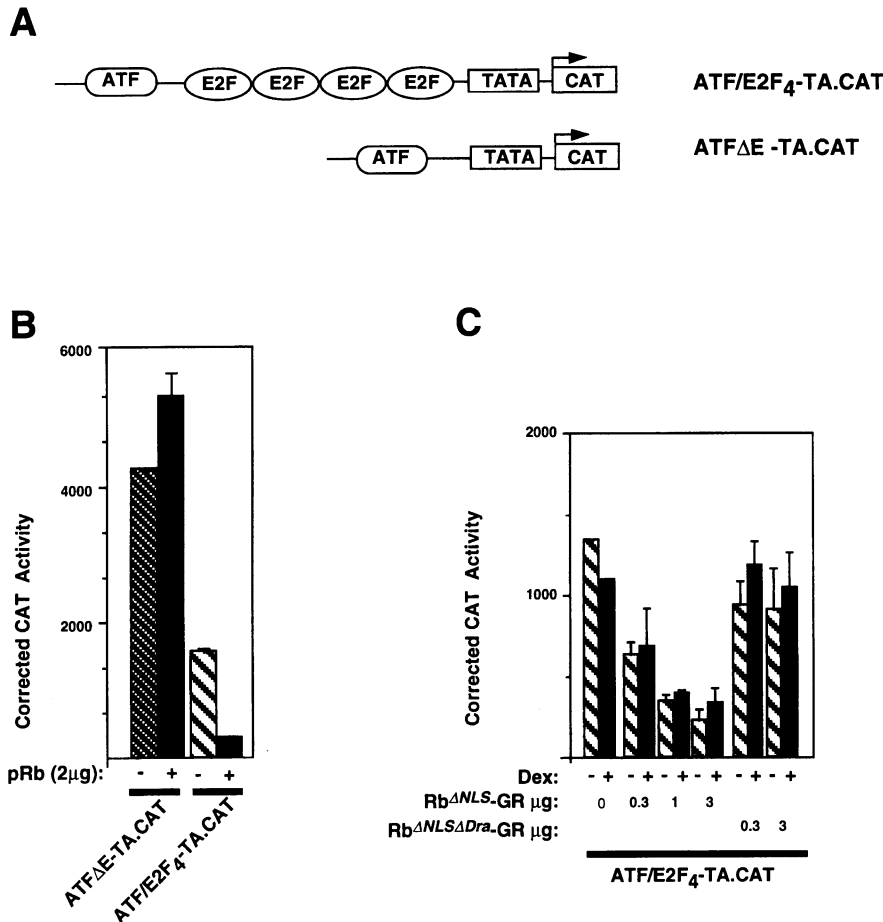 A
ATF E2F E2F E2F E2F TATA CAT ATF/E2F4-TA.CAT
ATF TATA CAT ATFΔE -TA.CAT
B
6000
4000
2000
Corrected CAT Activity
pRb (2μg): - + - +
ATFΔE-TA.CAT
ATF/E2F4-TA.CAT
C
2000
1000
Corrected CAT Activity
Dex: - + - + - + - + - + - +
RbΔNLS-GR μg: 0 0.3 1 3
RbΔNLSΔDra-GR μg: 0.3 3
ATF/E2F4-TA.CAT